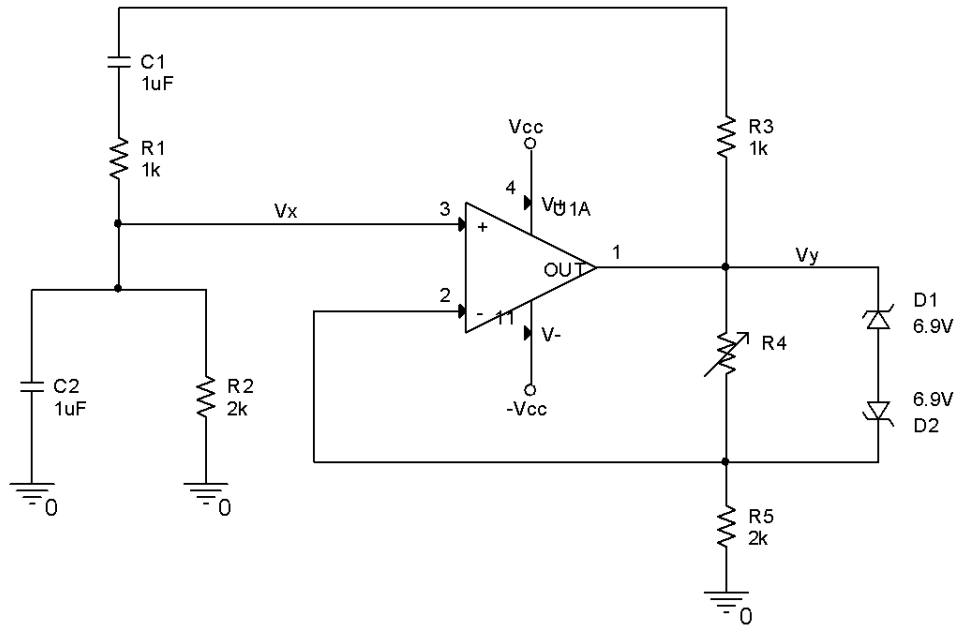 C1
1uF
R1
1k
R3
1k
Vcc
4
V+
U1A
Vx
3
+
1
Vy
OUT
2
-
11
V-
-Vcc
D1
6.9V
R4
6.9V
D2
C2
1uF
R2
2k
0
0
R5
2k
0